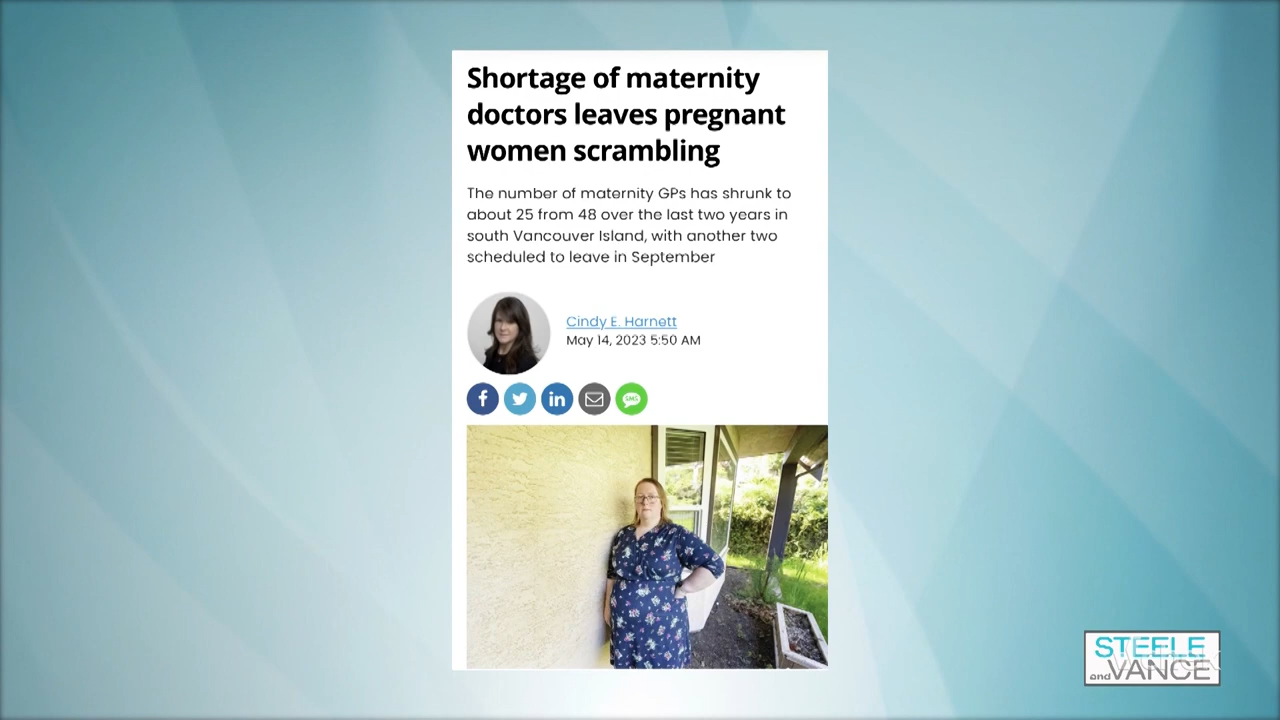 Shortage of maternity
doctors leaves pregnant
women scrambling
The number of maternity GPs has shrunk to
about 25 from 48 over the last two years in
south Vancouver Island, with another two
scheduled to leave in September
Cindy E. Harnett
May 14, 2023 5:50 AM
f
in
SMS
STEELE
and VANCE